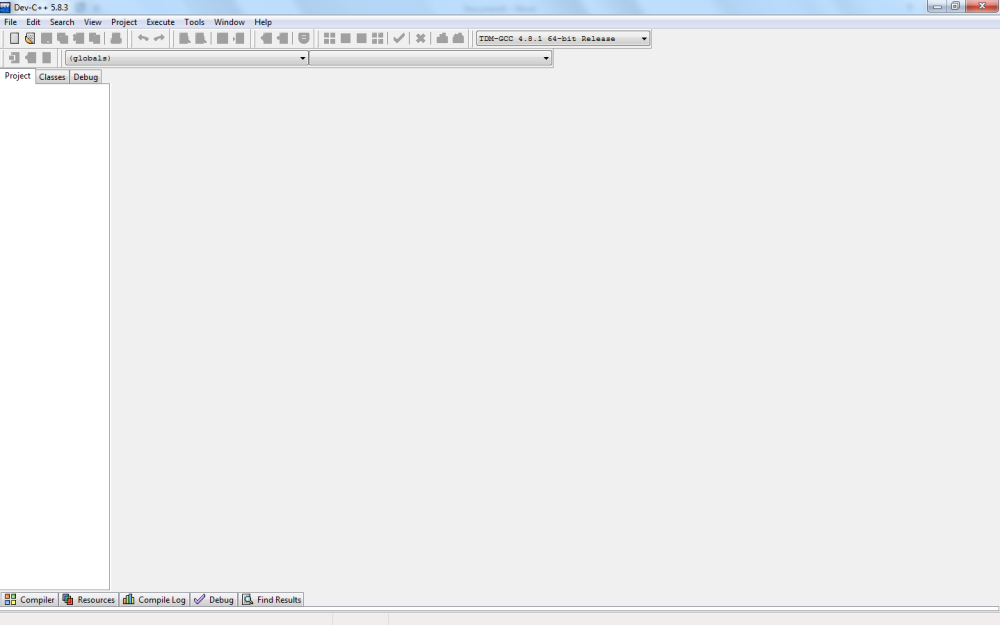 Dev-C++ 5.8.3
File Edit Search View Project Execute Tools Window Help
TDM-GCC 4.8.1 64-bit Release
(globals)
Project Classes Debug
Compiler Resources Compile Log Debug Find Results